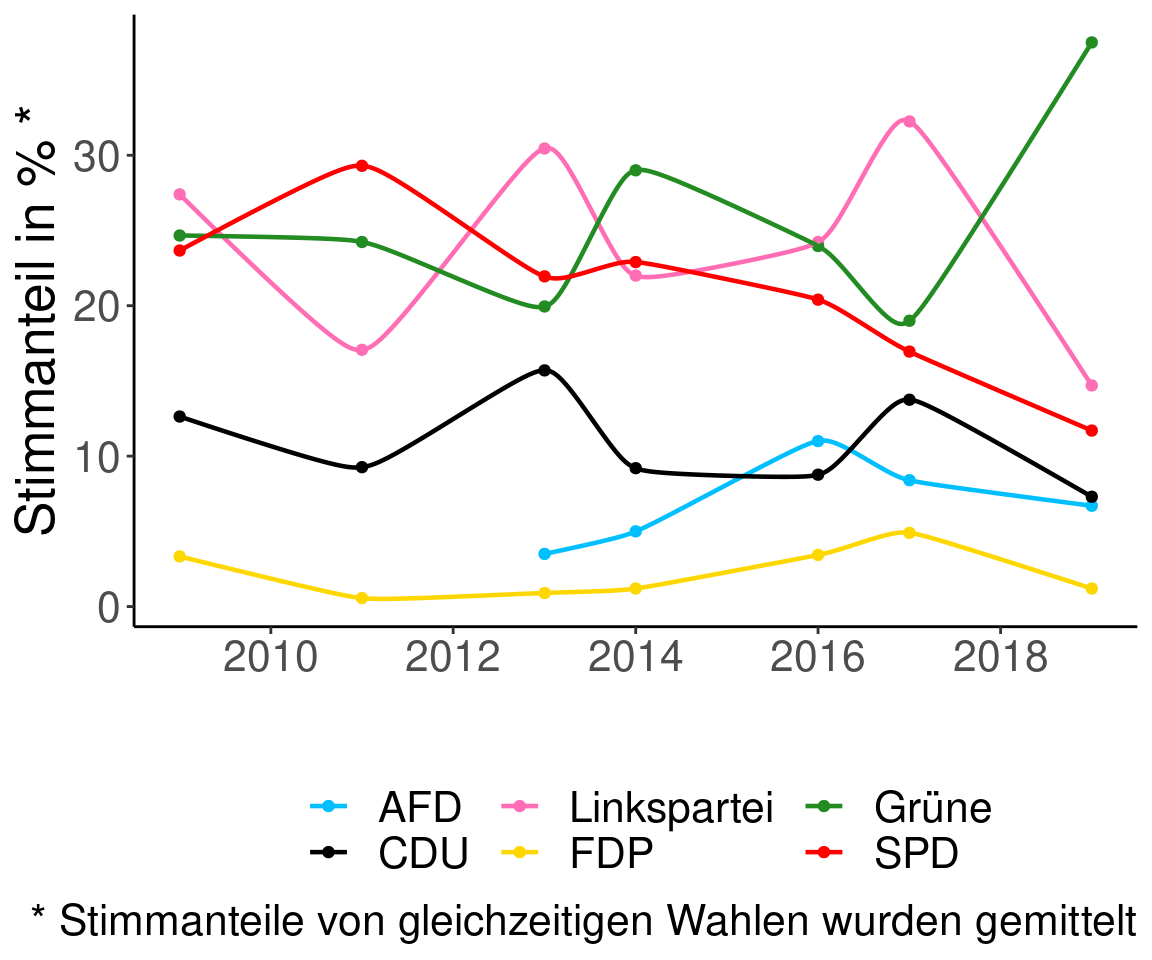 Stimmanteil in % *
30
20
10
0
2010 2012 2014 2016 2018
AFD Linkspartei Grüne
CDU FDP SPD
* Stimmanteile von gleichzeitigen Wahlen wurden gemittelt